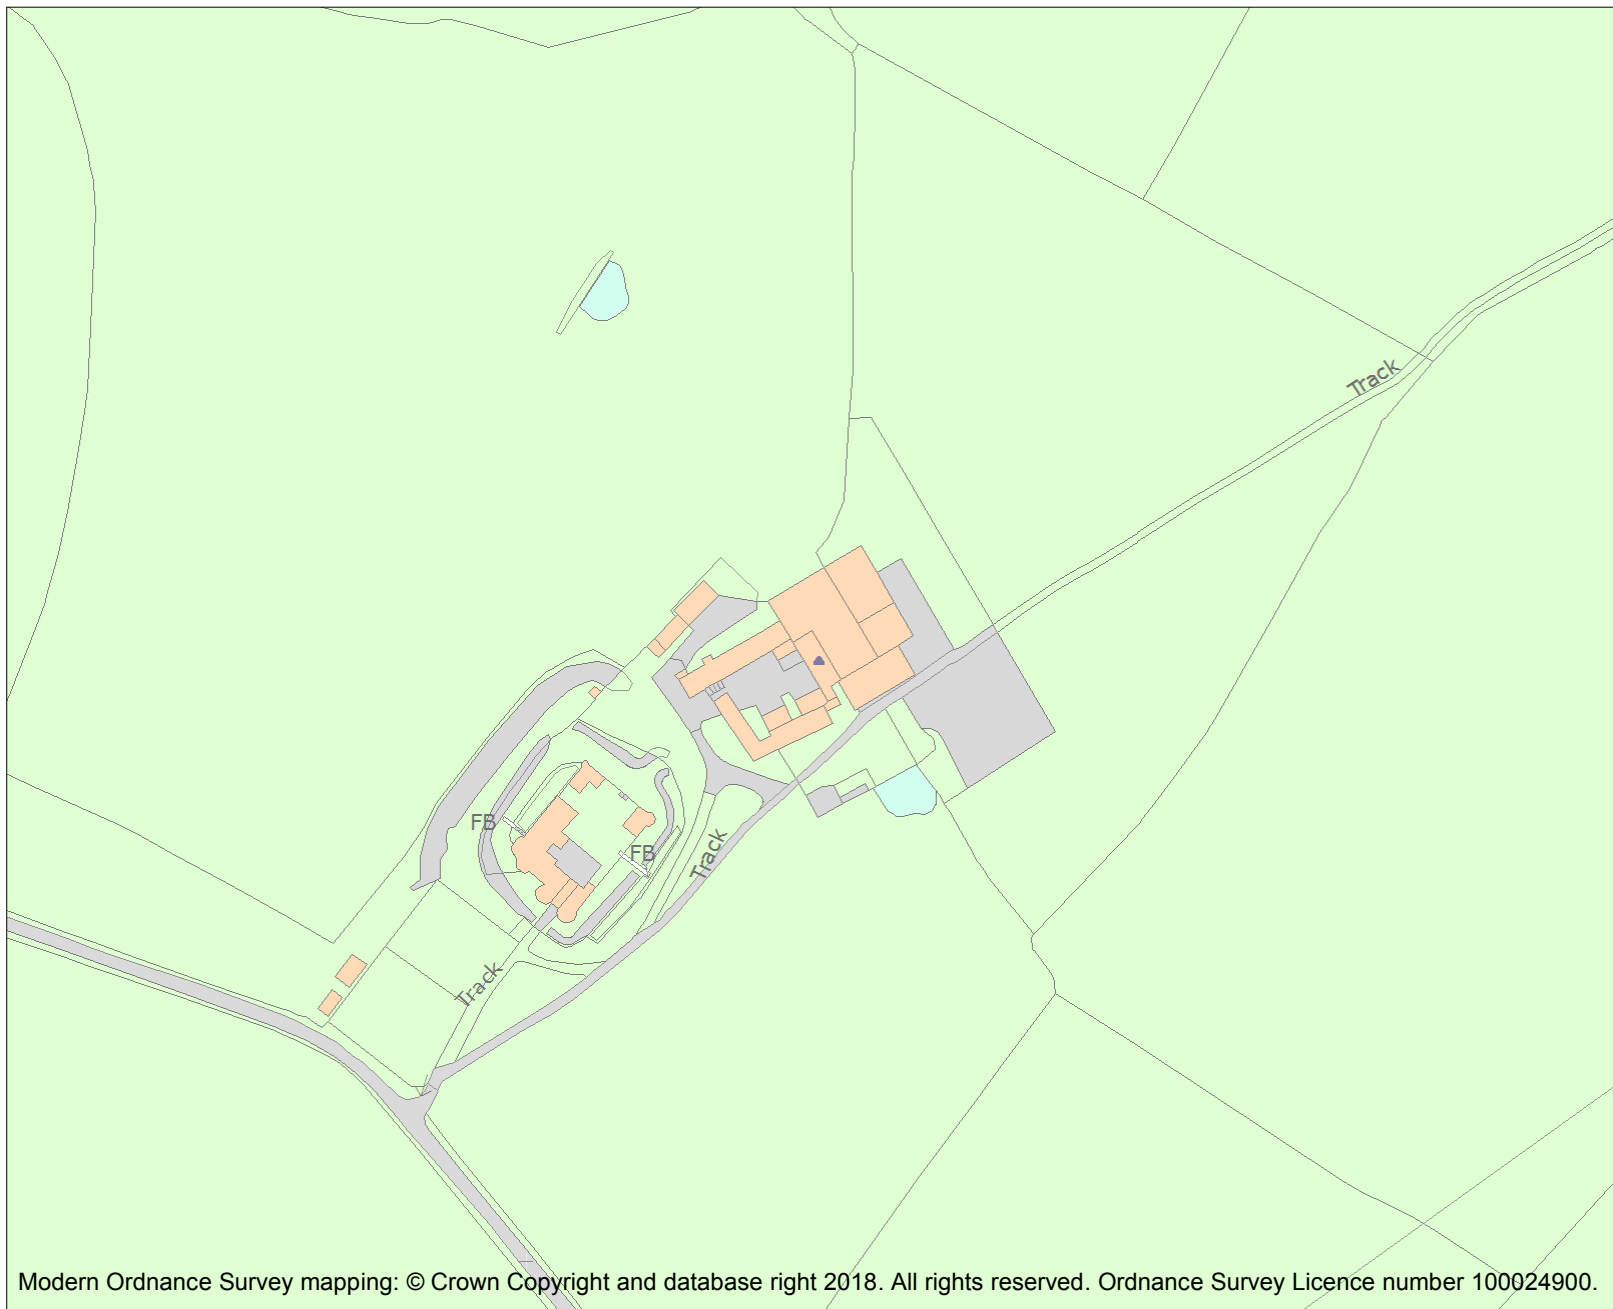 Track
FB
FB
Track
Track
Modern Ordnance Survey mapping: © Crown Copyright and database right 2018. All rights reserved. Ordnance Survey Licence number 100024900.